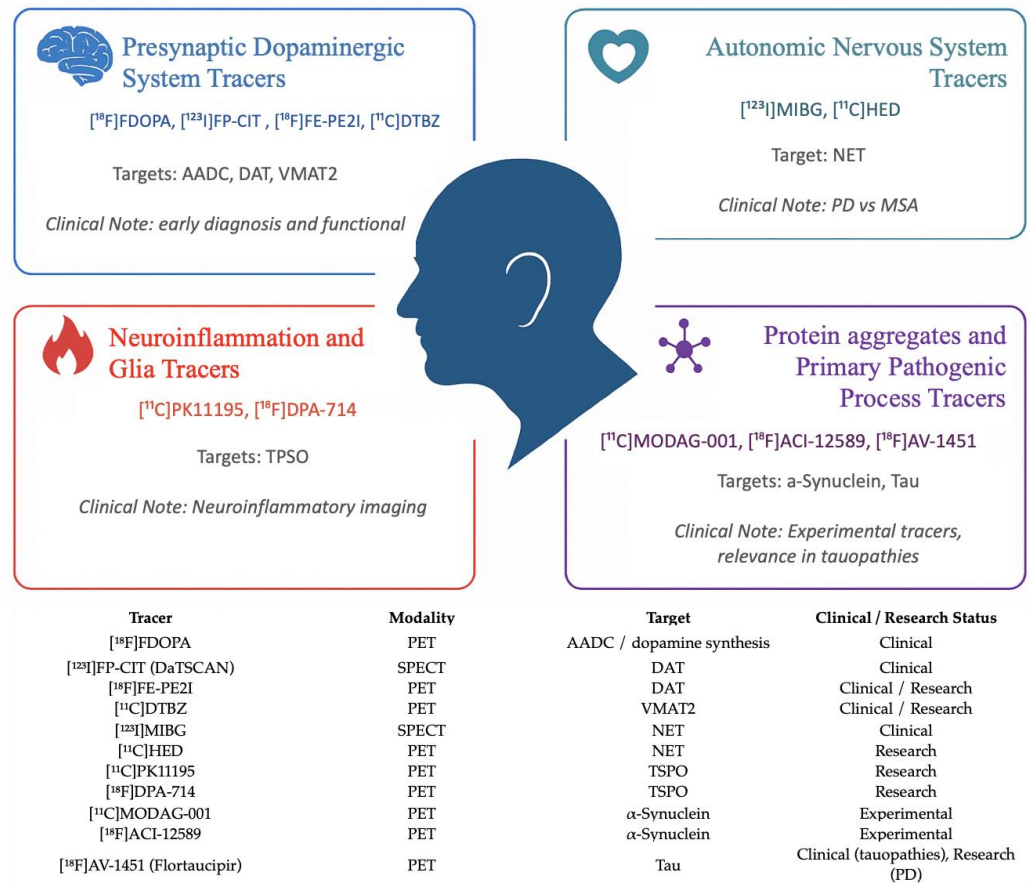 Presynaptic Dopaminergic
System Tracers
[¹⁸F]FDOPA, [¹²³I]FP-CIT , [¹⁸F]FE-PE2I, [¹¹C]DTBZ
Targets: AADC, DAT, VMAT2
Clinical Note: early diagnosis and functional
Autonomic Nervous System
Tracers
[¹²³I]MIBG, [¹¹C]HED
Target: NET
Clinical Note: PD vs MSA
Neuroinflammation and
Glia Tracers
[¹¹C]PK11195, [¹⁸F]DPA-714
Targets: TPSO
Clinical Note: Neuroinflammatory imaging
Protein aggregates and
Primary Pathogenic
Process Tracers
[¹¹C]MODAG-001, [¹⁸F]ACI-12589, [¹⁸F]AV-1451
Targets: a-Synuclein, Tau
Clinical Note: Experimental tracers,
relevance in tauopathies
Tracer Modality Target Clinical / Research Status
[¹⁸F]FDOPA PET AADC / dopamine synthesis Clinical
[¹²³I]FP-CIT (DaTSCAN) SPECT DAT Clinical
[¹⁸F]FE-PE2I PET DAT Clinical / Research
[¹¹C]DTBZ PET VMAT2 Clinical / Research
[¹²³I]MIBG SPECT NET Clinical
[¹¹C]HED PET NET Research
[¹¹C]PK11195 PET TSPO Research
[¹⁸F]DPA-714 PET TSPO Research
[¹¹C]MODAG-001 PET α-Synuclein Experimental
[¹⁸F]ACI-12589 PET α-Synuclein Experimental
[¹⁸F]AV-1451 (Flortaucipir) PET Tau Clinical (tauopathies), Research
(PD)